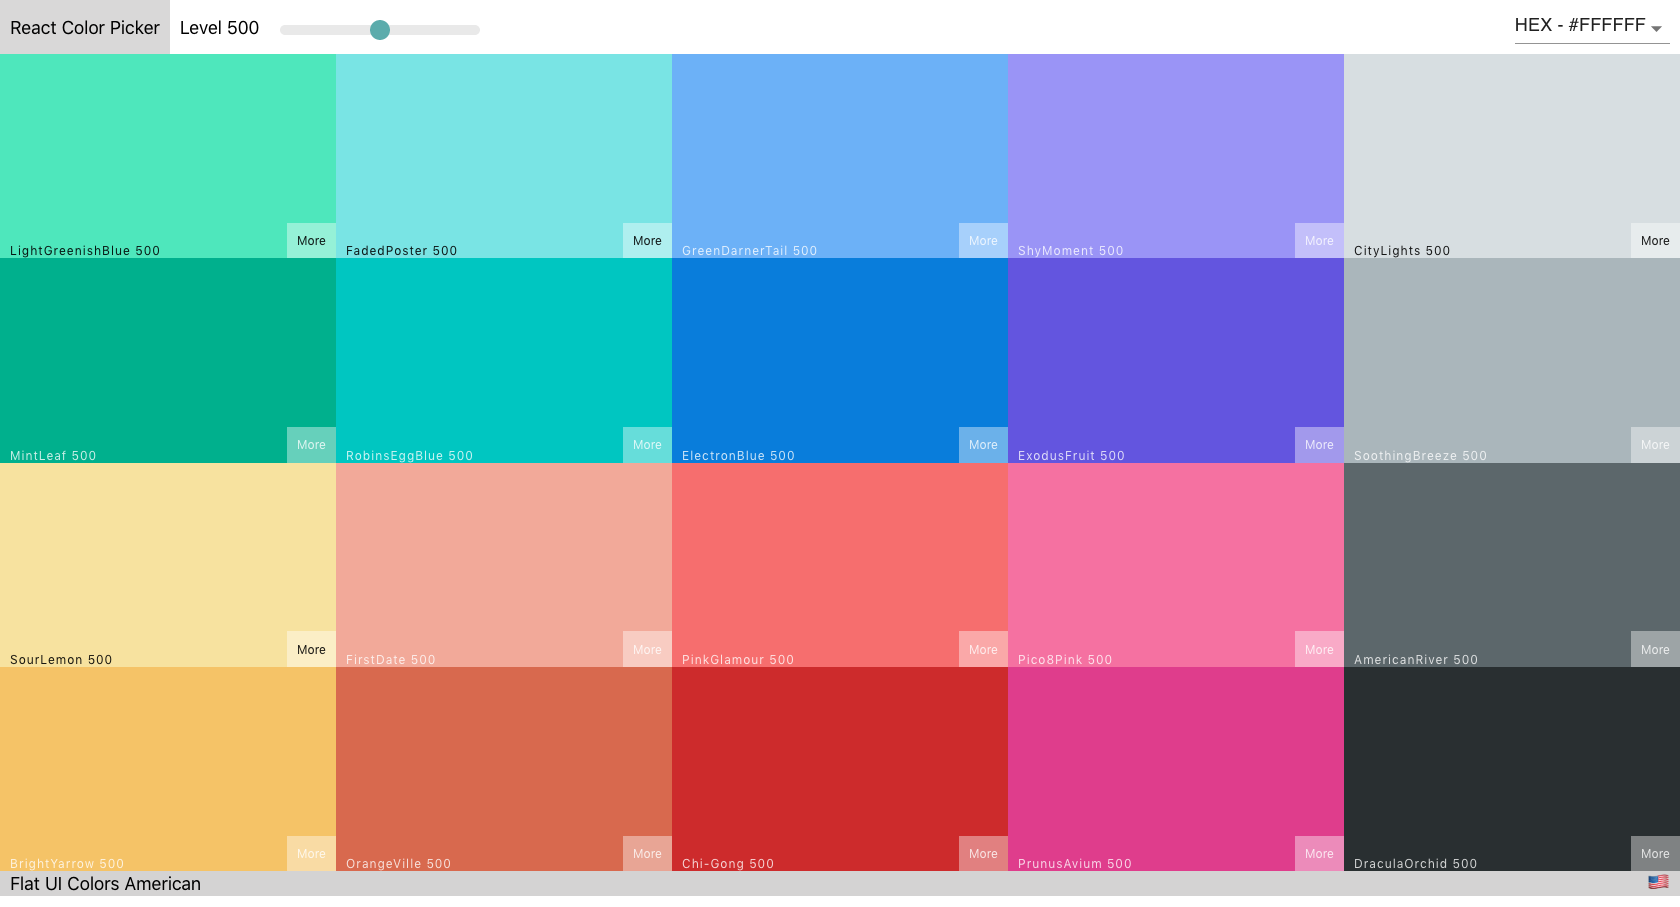 React Color Picker Level 500 HEX - #FFFFFF
More More More More More
LightGreenishBlue 500 FadedPoster 500 GreenDarnerTail 500 ShyMoment 500 CityLights 500
More More More More More
MintLeaf 500 RobinsEggBlue 500 ElectronBlue 500 ExodusFruit 500 SoothingBreeze 500
More More More More More
SourLemon 500 FirstDate 500 PinkGlamour 500 Pico8Pink 500 AmericanRiver 500
More More More More More
BrightYarrow 500 OrangeVille 500 Chi-Gong 500 PrunusAvium 500 DraculaOrchid 500
Flat UI Colors American 🇺🇸